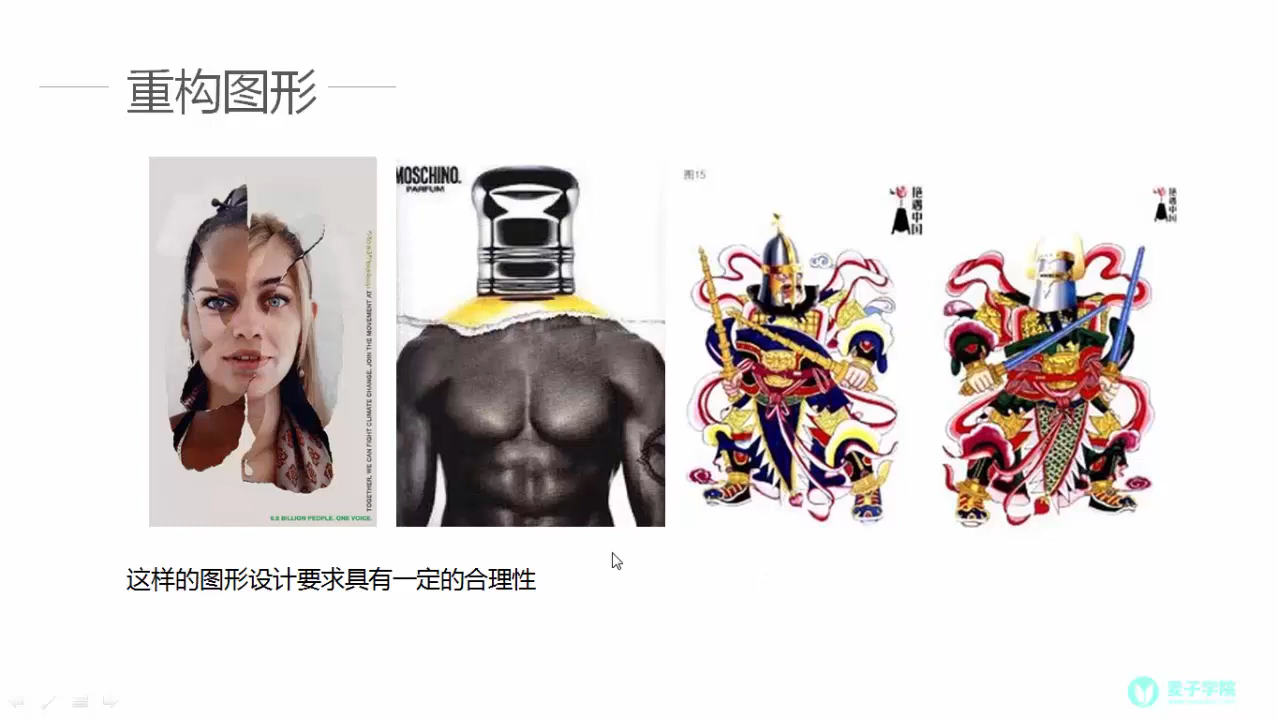 重构图形
MOSCHINO.
PARFUM
图15
艳遇中国
艳遇中国
TOGETHER, WE CAN FIGHT CLIMATE CHANGE. JOIN THE MOVEMENT AT
6.8 BILLION PEOPLE. ONE VOICE.
这样的图形设计要求具有一定的合理性
麦子学院